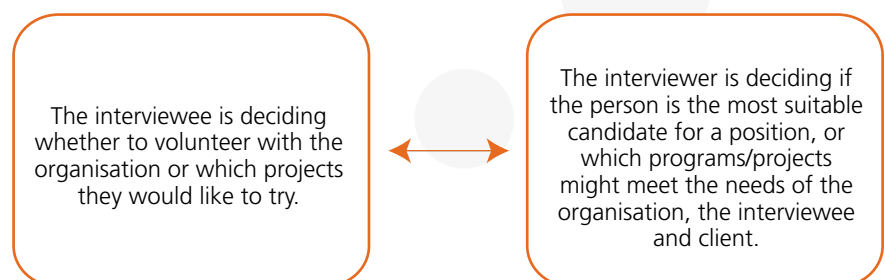 The interviewee is deciding
whether to volunteer with the
organisation or which projects
they would like to try.
The interviewer is deciding if
the person is the most suitable
candidate for a position, or
which programs/projects
might meet the needs of the
organisation, the interviewee
and client.